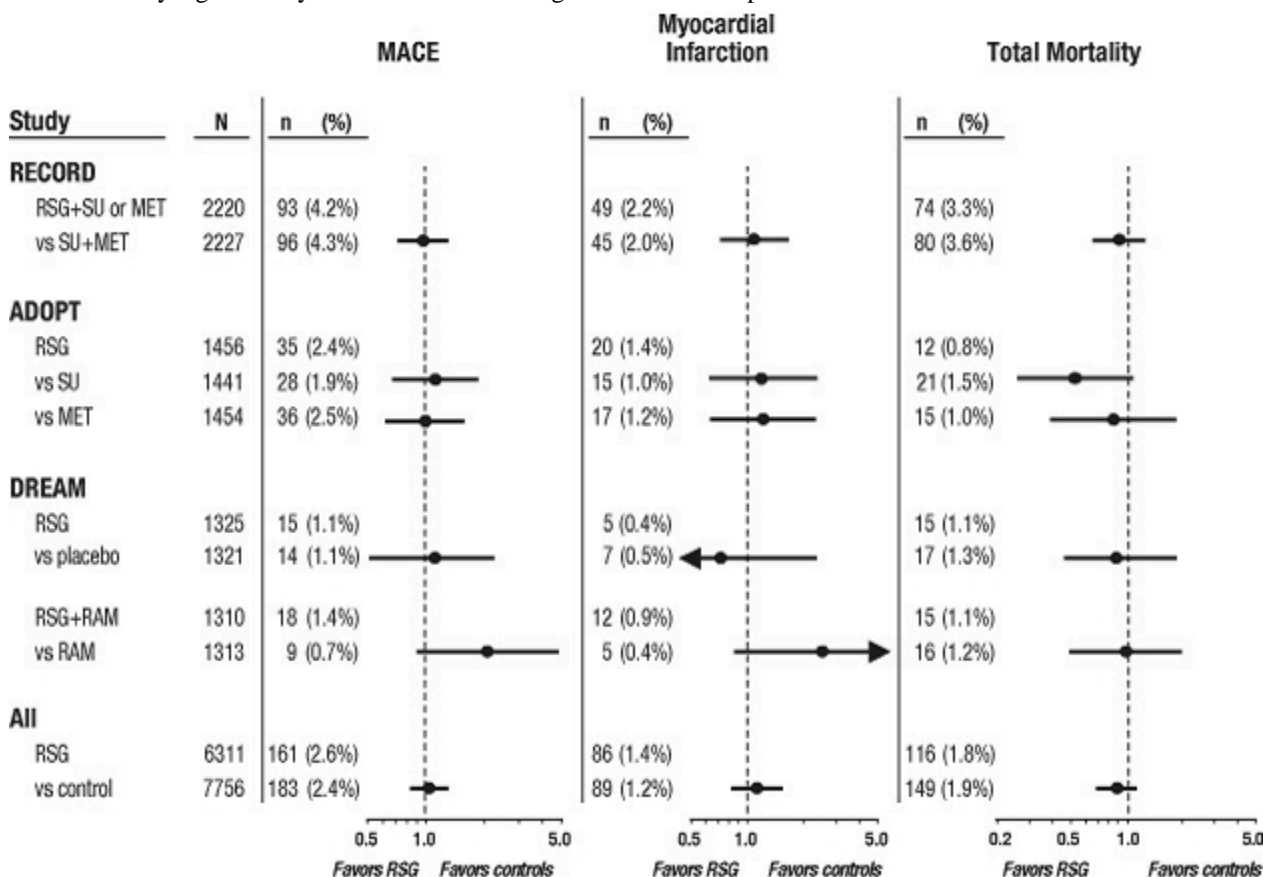 MACE Myocardial Infarction Total Mortality
Study N n (%) n (%) n (%)
RECORD
RSG+SU or MET 2220 93 (4.2%) 49 (2.2%) 74 (3.3%)
vs SU+MET 2227 96 (4.3%) 45 (2.0%) 80 (3.6%)
ADOPT
RSG 1456 35 (2.4%) 20 (1.4%) 12 (0.8%)
vs SU 1441 28 (1.9%) 15 (1.0%) 21 (1.5%)
vs MET 1454 36 (2.5%) 17 (1.2%) 15 (1.0%)
DREAM
RSG 1325 15 (1.1%) 5 (0.4%) 15 (1.1%)
vs placebo 1321 14 (1.1%) 7 (0.5%) 17 (1.3%)
RSG+RAM 1310 18 (1.4%) 12 (0.9%) 15 (1.1%)
vs RAM 1313 9 (0.7%) 5 (0.4%) 16 (1.2%)
All
RSG 6311 161 (2.6%) 86 (1.4%) 116 (1.8%)
vs control 7756 183 (2.4%) 89 (1.2%) 149 (1.9%)
0.5 1.0 5.0 0.5 1.0 5.0 0.2 0.5 1.0 5.0
Favors RSG Favors controls Favors RSG Favors controls Favors RSG Favors controls